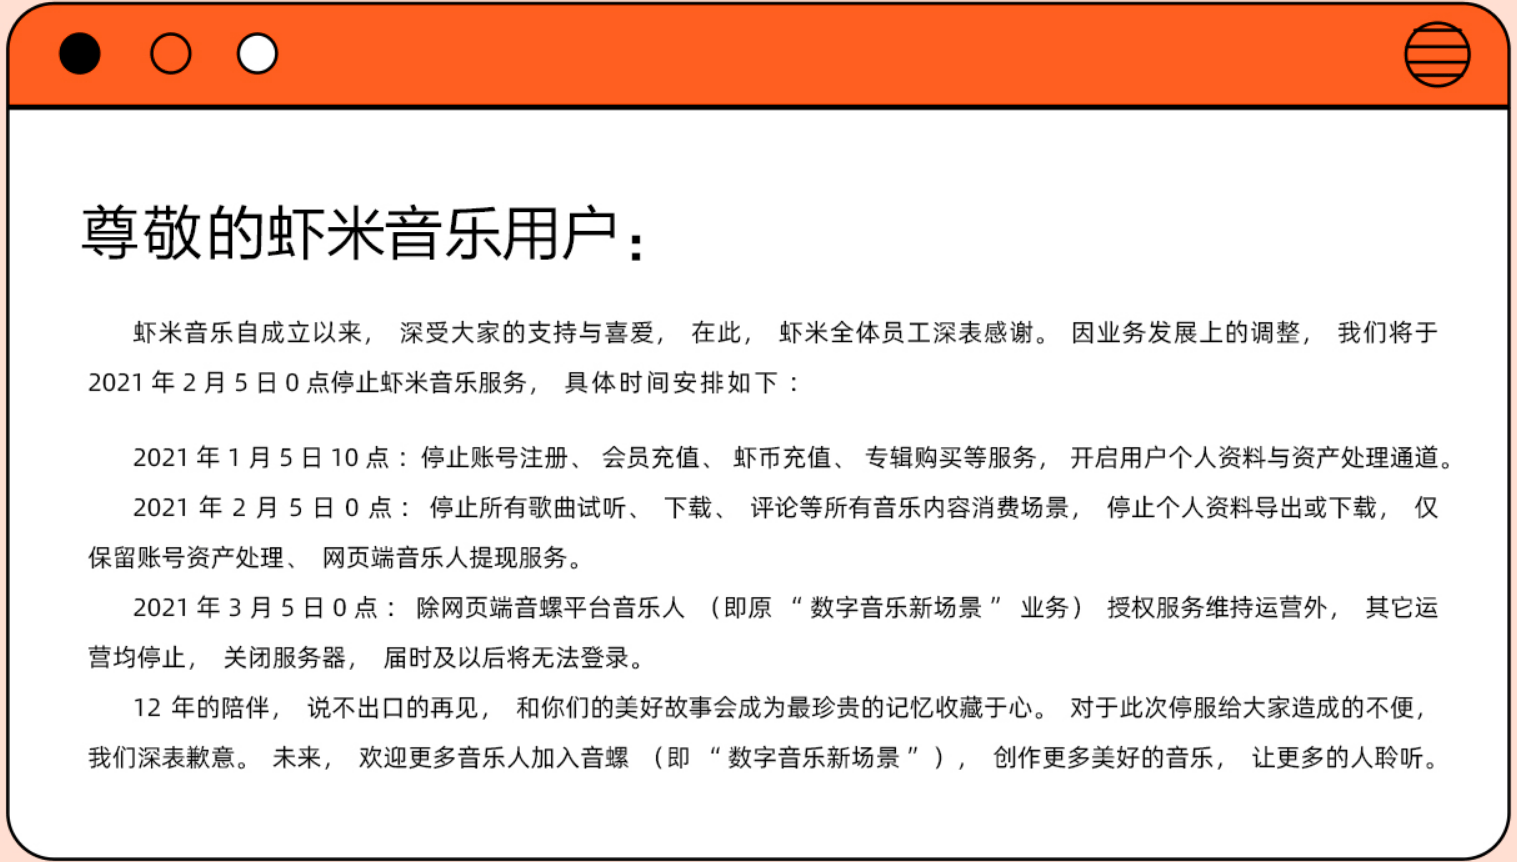 尊敬的虾米音乐用户：
虾米音乐自成立以来， 深受大家的支持与喜爱， 在此， 虾米全体员工深表感谢。 因业务发展上的调整， 我们将于
2021 年 2 月 5 日 0 点停止虾米音乐服务， 具体时间安排如下：
2021 年 1 月 5 日 10 点：停止账号注册、 会员充值、 虾币充值、 专辑购买等服务， 开启用户个人资料与资产处理通道。
2021 年 2 月 5 日 0 点： 停止所有歌曲试听、 下载、 评论等所有音乐内容消费场景， 停止个人资料导出或下载， 仅
保留账号资产处理、 网页端音乐人提现服务。
2021 年 3 月 5 日 0 点： 除网页端音螺平台音乐人 （即原 “数字音乐新场景” 业务） 授权服务维持运营外， 其它运
营均停止， 关闭服务器， 届时及以后将无法登录。
12 年的陪伴， 说不出口的再见， 和你们的美好故事会成为最珍贵的记忆收藏于心。 对于此次停服给大家造成的不便，
我们深表歉意。 未来， 欢迎更多音乐人加入音螺 （即 “数字音乐新场景”）， 创作更多美好的音乐， 让更多的人聆听。